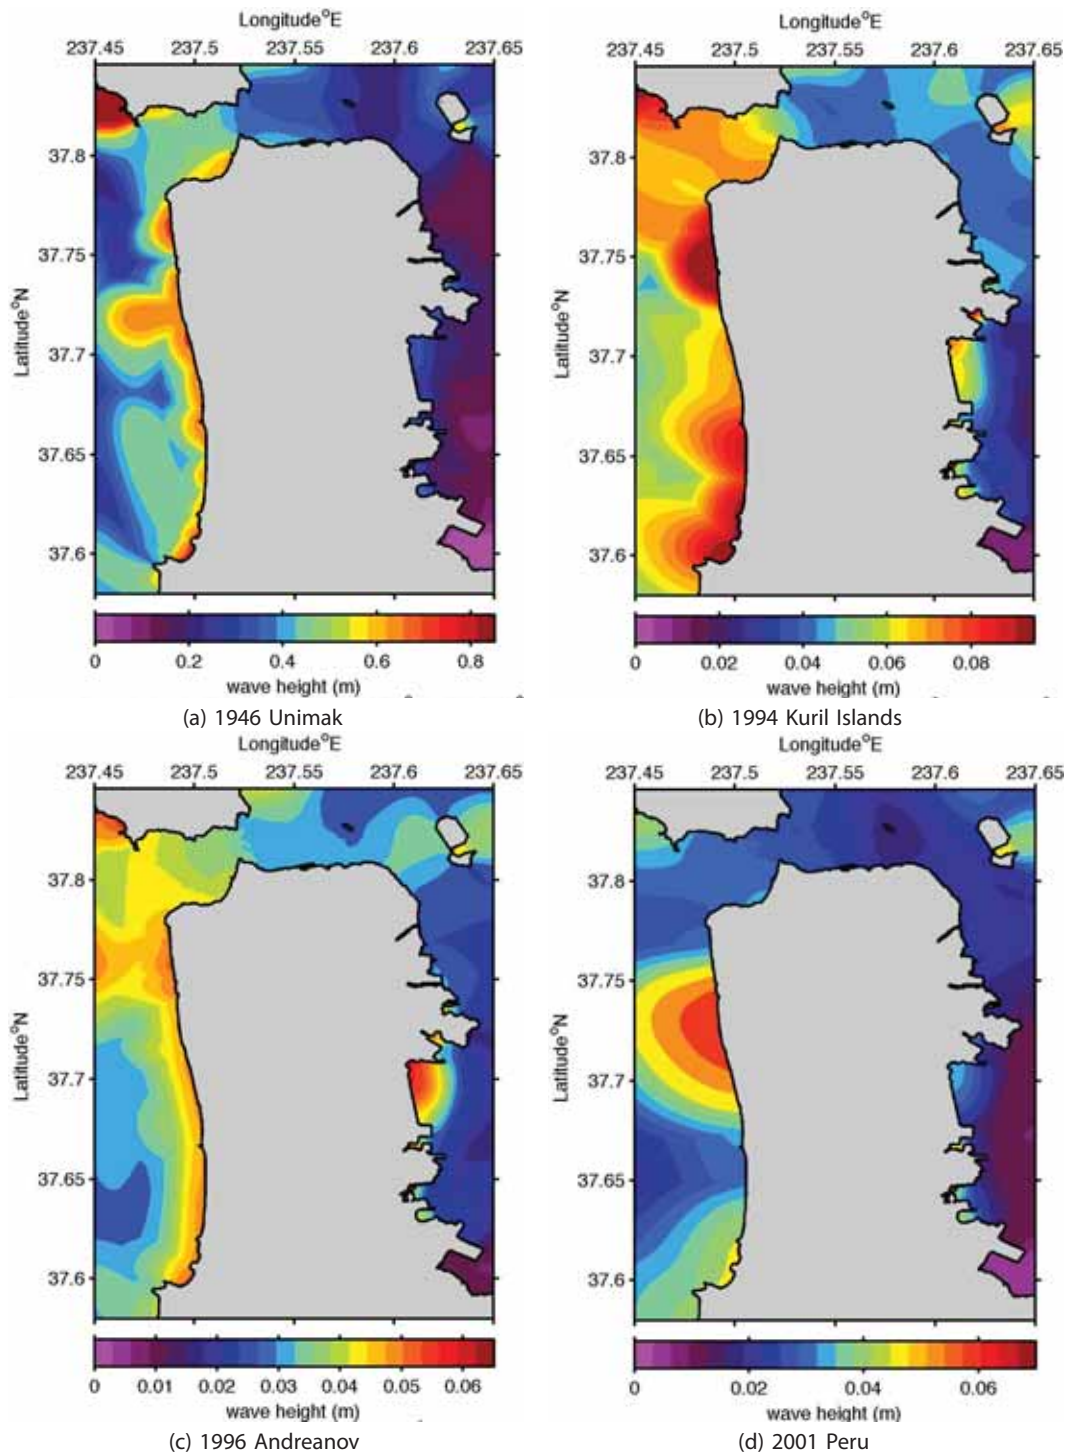 Longitude°E
237.45 237.5 237.55 237.6 237.65
37.8
37.75
37.7
37.65
37.6
Latitude°N
0 0.2 0.4 0.6 0.8
wave height (m)
(a) 1946 Unimak
Longitude°E
237.45 237.5 237.55 237.6 237.65
37.8
37.75
37.7
37.65
37.6
Latitude°N
0 0.02 0.04 0.06 0.08
wave height (m)
(b) 1994 Kuril Islands
Longitude°E
237.45 237.5 237.55 237.6 237.65
37.8
37.75
37.7
37.65
37.6
Latitude°N
0 0.01 0.02 0.03 0.04 0.05 0.06
wave height (m)
(c) 1996 Andreanov
Longitude°E
237.45 237.5 237.55 237.6 237.65
37.8
37.75
37.7
37.65
37.6
Latitude°N
0 0.02 0.04 0.06
wave height (m)
(d) 2001 Peru